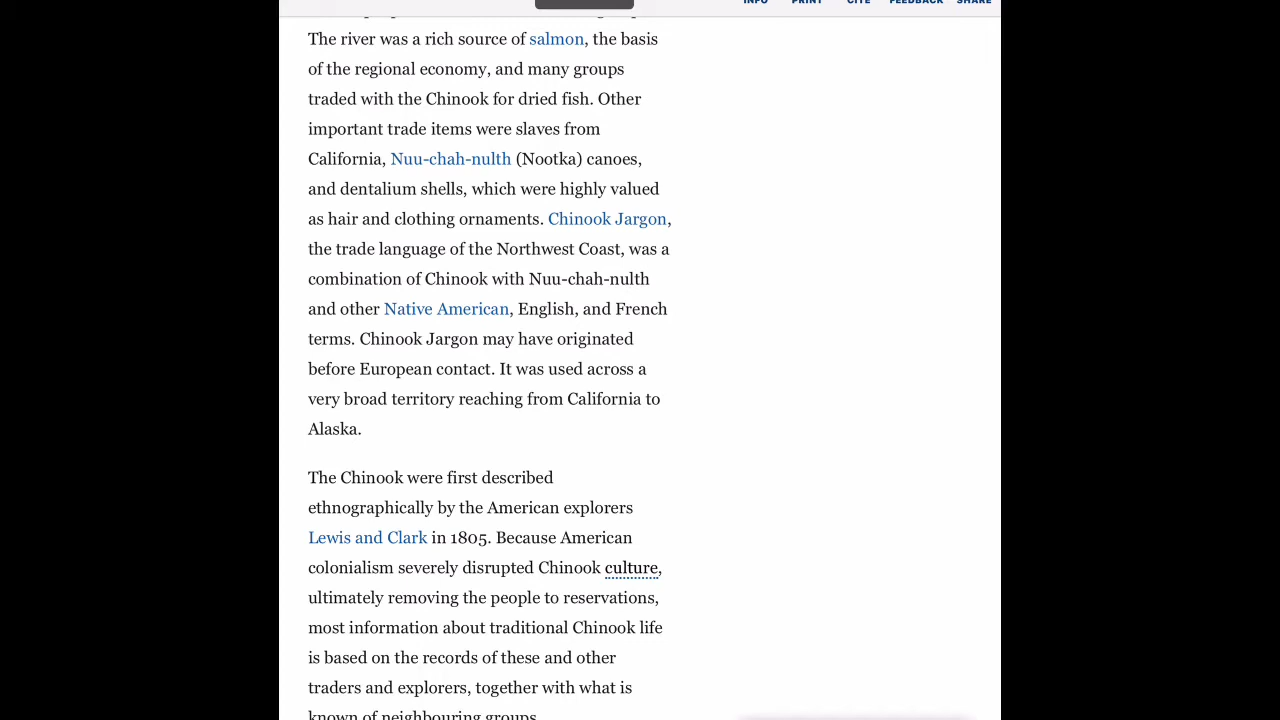 INFO PRINT CITE FEEDBACK SHARE
The river was a rich source of salmon, the basis
of the regional economy, and many groups
traded with the Chinook for dried fish. Other
important trade items were slaves from
California, Nuu-chah-nulth (Nootka) canoes,
and dentalium shells, which were highly valued
as hair and clothing ornaments. Chinook Jargon,
the trade language of the Northwest Coast, was a
combination of Chinook with Nuu-chah-nulth
and other Native American, English, and French
terms. Chinook Jargon may have originated
before European contact. It was used across a
very broad territory reaching from California to
Alaska.
The Chinook were first described
ethnographically by the American explorers
Lewis and Clark in 1805. Because American
colonialism severely disrupted Chinook culture,
ultimately removing the people to reservations,
most information about traditional Chinook life
is based on the records of these and other
traders and explorers, together with what is
known of neighbouring groups.